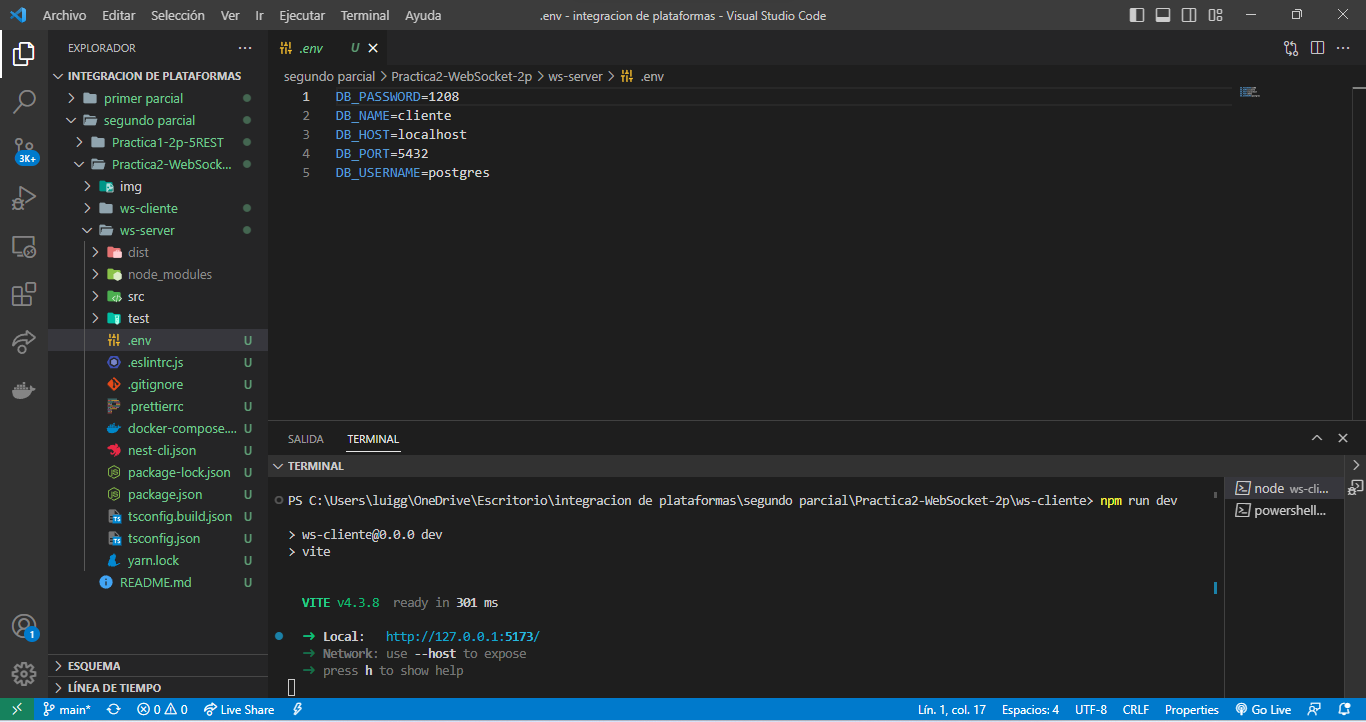 Archivo Editar Selección Ver Ir Ejecutar Terminal Ayuda
.env - integracion de plataformas - Visual Studio Code
EXPLORADOR
INTEGRACION DE PLATAFORMAS
primer parcial
segundo parcial
Practica1-2p-5REST
Practica2-WebSock...
img
ws-cliente
ws-server
dist
node_modules
src
test
.env U
.eslintrc.js U
.gitignore U
.prettierrc U
docker-compose.... U
nest-cli.json U
package-lock.json U
package.json U
tsconfig.build.json U
tsconfig.json U
yarn.lock U
README.md U
ESQUEMA
LÍNEA DE TIEMPO
3K+
1
.env U
segundo parcial > Practica2-WebSocket-2p > ws-server > .env
1 DB_PASSWORD=1208
2 DB_NAME=cliente
3 DB_HOST=localhost
4 DB_PORT=5432
5 DB_USERNAME=postgres
SALIDA TERMINAL
TERMINAL
PS C:\Users\luigg\OneDrive\Escritorio\integracion de plataformas\segundo parcial\Practica2-WebSocket-2p\ws-cliente> npm run dev
> ws-cliente@0.0.0 dev
> vite
VITE v4.3.8 ready in 301 ms
➜ Local: http://127.0.0.1:5173/
➜ Network: use --host to expose
➜ press h to show help
node ws-cli...
powershell...
main* 0 0 Live Share
Lín. 1, col. 17 Espacios: 4 UTF-8 CRLF Properties Go Live